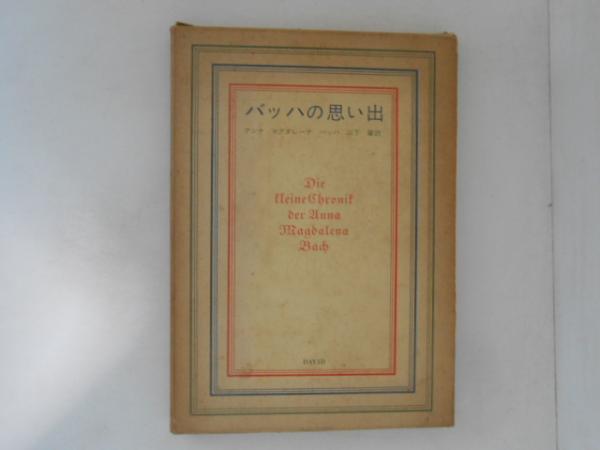 バッハの思い出
アンナ マグダレーナ バッハ 山下 肇訳
Die
kleine Chronik
der Anna
Magdalena
Bach
DAVID